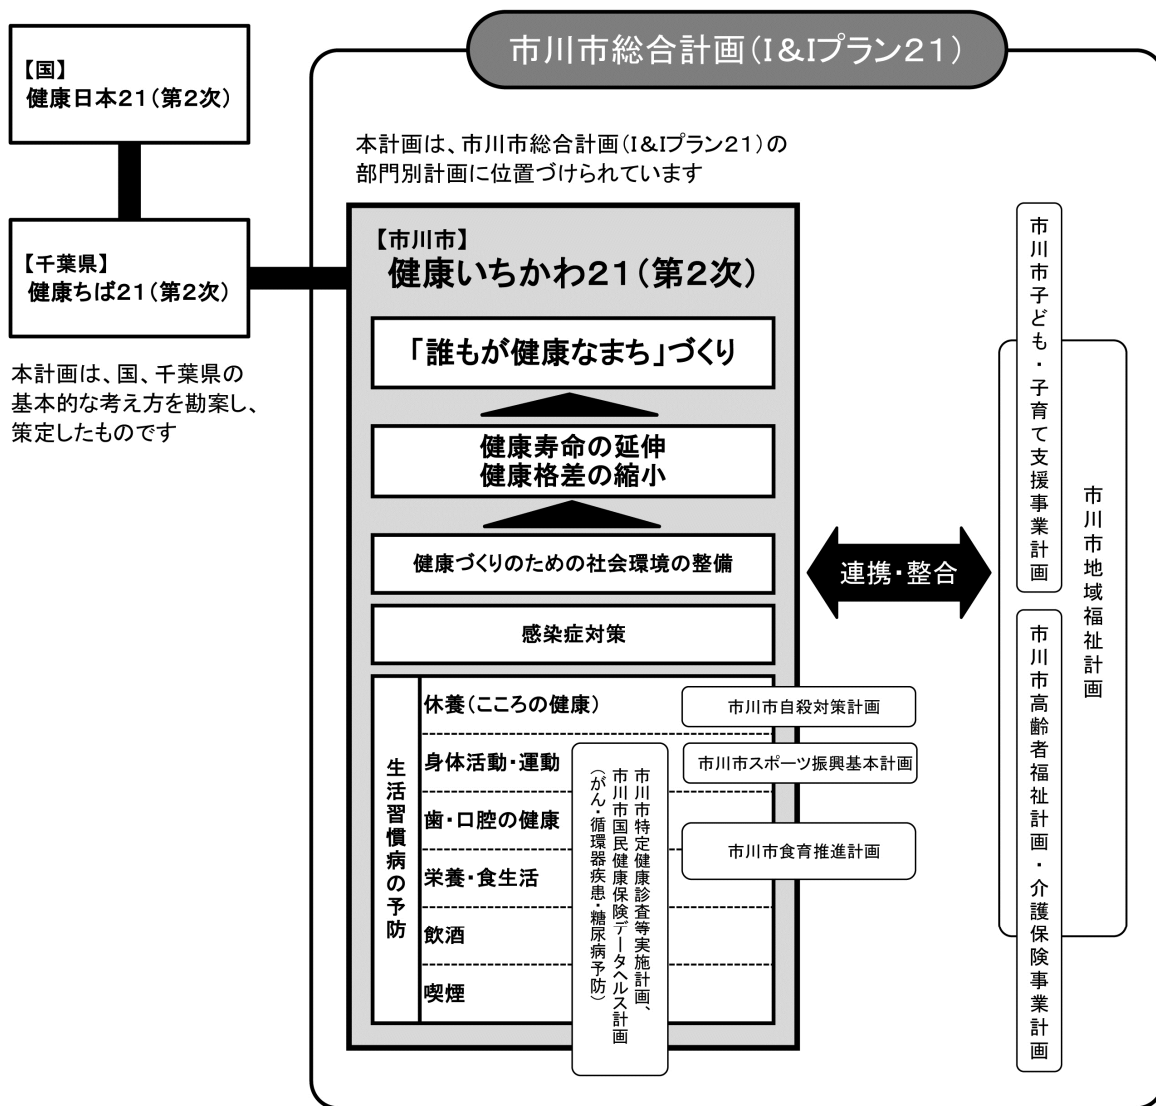 市川市総合計画(I&Iプラン21)
【国】
健康日本21(第2次)
【千葉県】
健康ちば21(第2次)
本計画は、国、千葉県の
基本的な考え方を勘案し、
策定したものです
本計画は、市川市総合計画(I&Iプラン21)の
部門別計画に位置づけられています
【市川市】
健康いちかわ21(第2次)
「誰もが健康なまち」づくり
健康寿命の延伸
健康格差の縮小
健康づくりのための社会環境の整備
感染症対策
生活習慣病の予防
休養(こころの健康)
身体活動・運動
歯・口腔の健康
栄養・食生活
飲酒
喫煙
市川市特定健康診査等実施計画、
市川市国民健康保険データヘルス計画
(がん・循環器疾患・糖尿病予防)
市川市自殺対策計画
市川市スポーツ振興基本計画
市川市食育推進計画
連携・整合
市川市地域福祉計画
市川市子ども・子育て支援事業計画
市川市高齢者福祉計画・介護保険事業計画